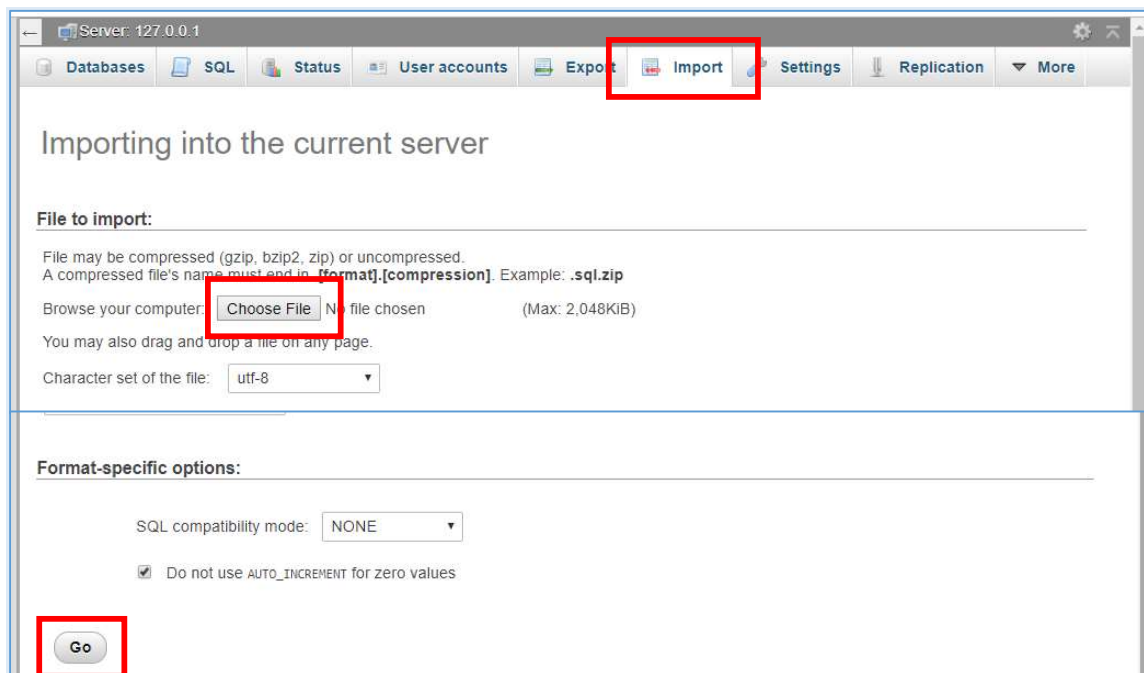 Server: 127.0.0.1
Databases SQL Status User accounts Export Import Settings Replication More
Importing into the current server
File to import:
File may be compressed (gzip, bzip2, zip) or uncompressed.
A compressed file's name must end in .[format].[compression]. Example: .sql.zip
Browse your computer: Choose File No file chosen (Max: 2,048KiB)
You may also drag and drop a file on any page.
Character set of the file: utf-8
Format-specific options:
SQL compatibility mode: NONE
Do not use AUTO_INCREMENT for zero values
Go